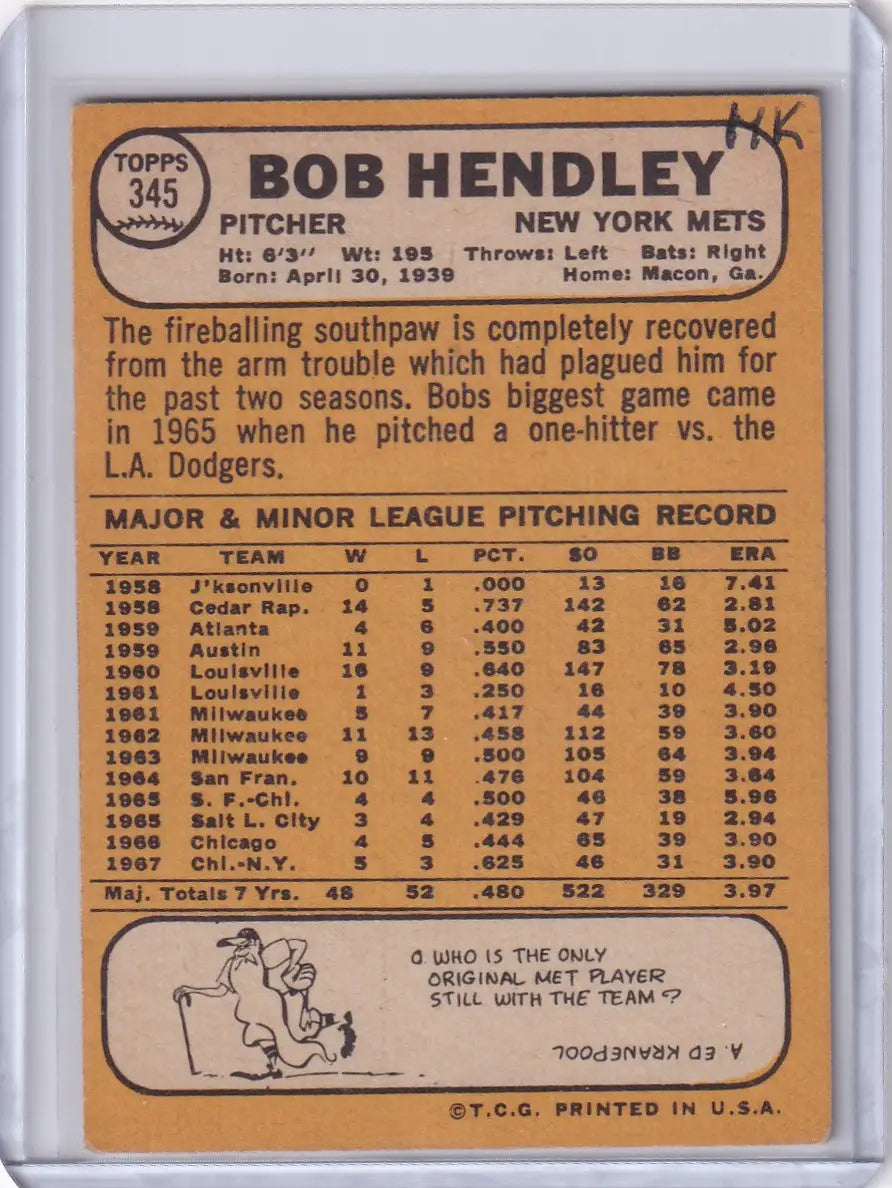 HK
TOPPS
345
BOB HENDLEY
PITCHER NEW YORK METS
Ht: 6'3'' Wt: 195 Throws: Left Bats: Right
Born: April 30, 1939 Home: Macon, Ga.
The fireballing southpaw is completely recovered
from the arm trouble which had plagued him for
the past two seasons. Bobs biggest game came
in 1965 when he pitched a one-hitter vs. the
L.A. Dodgers.
MAJOR & MINOR LEAGUE PITCHING RECORD
YEAR TEAM W L PCT. SO BB ERA
1958 J'ksonville 0 1 .000 13 16 7.41
1958 Cedar Rap. 14 5 .737 142 62 2.81
1959 Atlanta 4 6 .400 42 31 5.02
1959 Austin 11 9 .550 83 65 2.96
1960 Louisville 16 9 .640 147 78 3.19
1961 Louisville 1 3 .250 16 10 4.50
1961 Milwaukee 5 7 .417 44 39 3.90
1962 Milwaukee 11 13 .458 112 59 3.60
1963 Milwaukee 9 9 .500 105 64 3.94
1964 San Fran. 10 11 .476 104 59 3.64
1965 S. F.-Chi. 4 4 .500 46 38 5.96
1965 Salt L. City 3 4 .429 47 19 2.94
1966 Chicago 4 5 .444 65 39 3.90
1967 Chi.-N.Y. 5 3 .625 46 31 3.90
Maj. Totals 7 Yrs. 48 52 .480 522 329 3.97
Q. WHO IS THE ONLY
ORIGINAL MET PLAYER
STILL WITH THE TEAM?
A. ED KRANEPOOL
©T.C.G. PRINTED IN U.S.A.